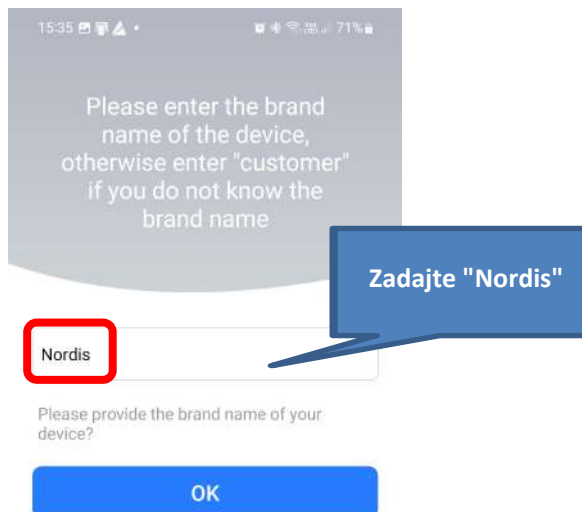 15:35
71%
Please enter the brand
name of the device,
otherwise enter "customer"
if you do not know the
brand name
Zadajte "Nordis"
Nordis
Please provide the brand name of your
device?
OK